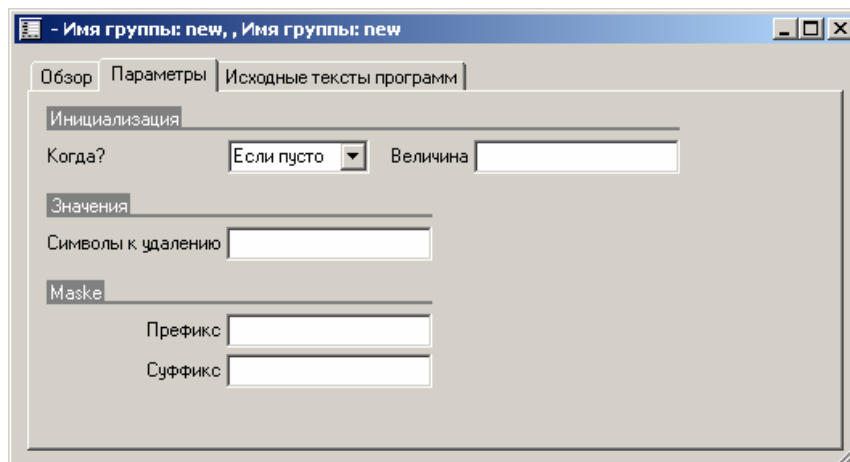 - Имя группы: new, , Имя группы: new
Обзор Параметры Исходные тексты программ
Инициализация
Когда? Если пусто Величина
Значения
Символы к удалению
Maske
Префикс
Суффикс